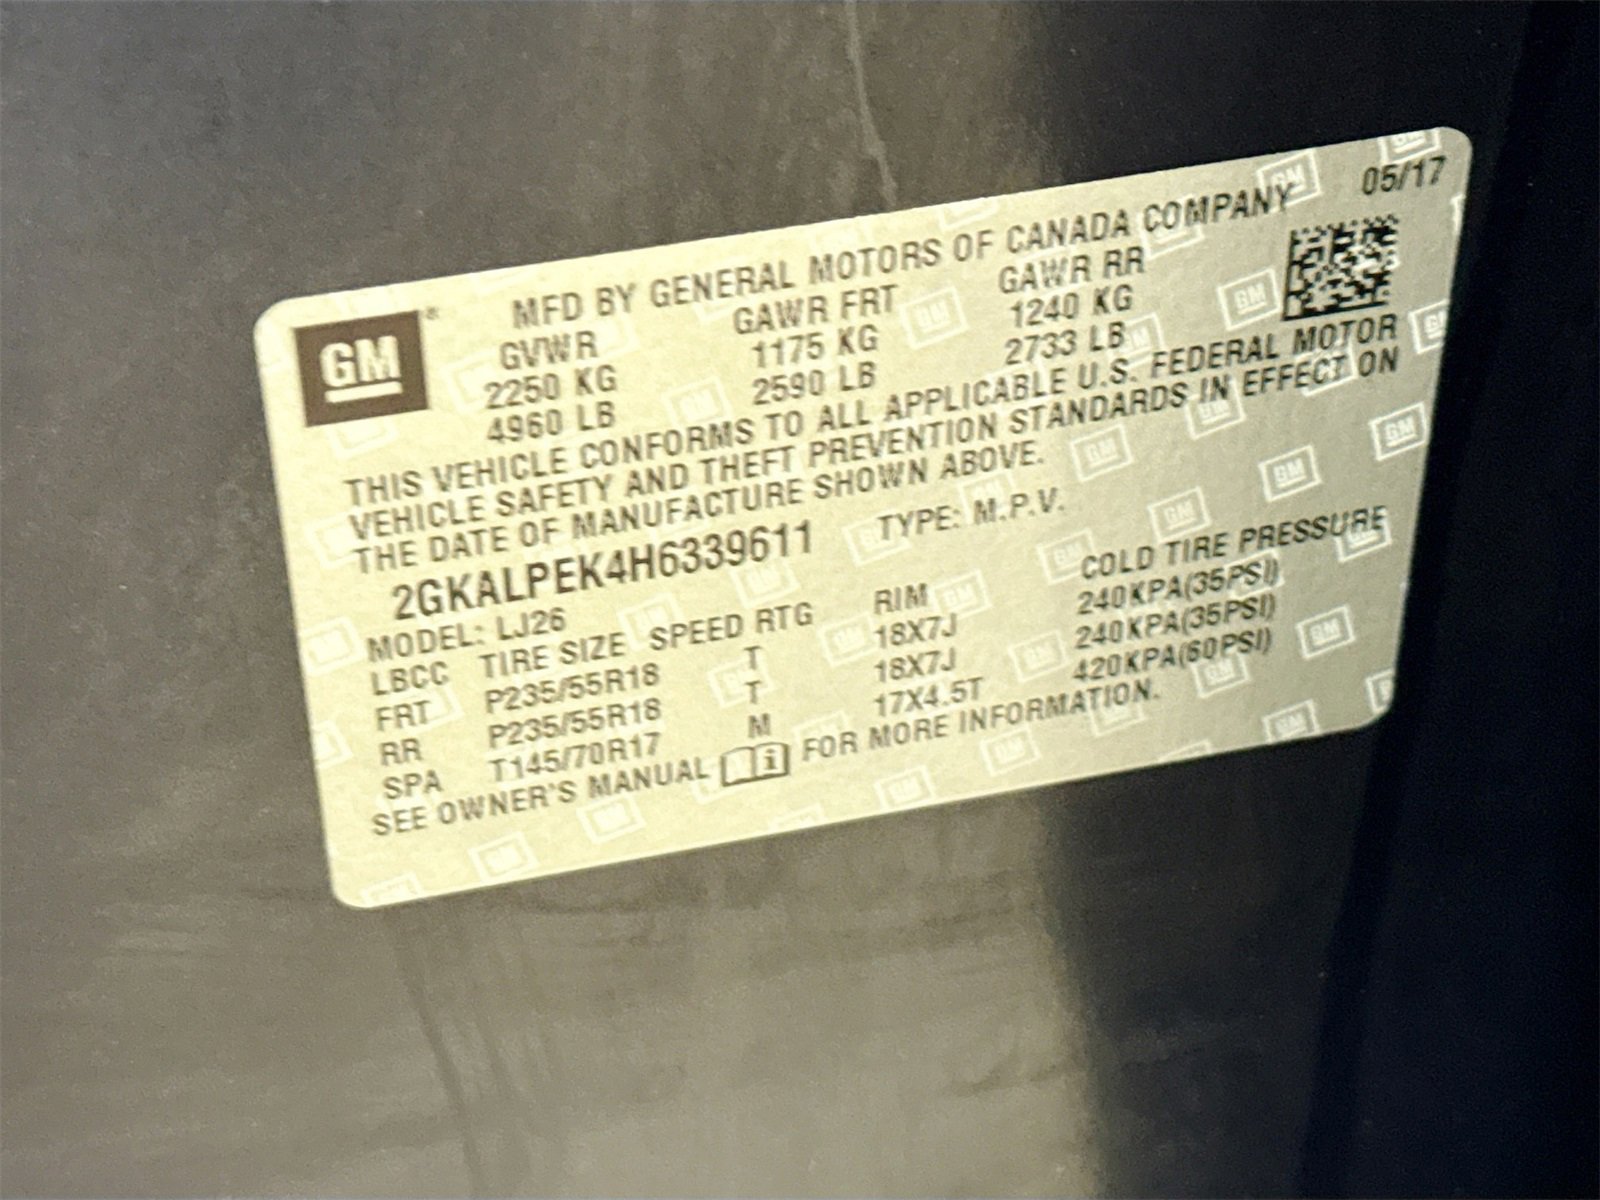 05/17
GM ®
MFD BY GENERAL MOTORS OF CANADA COMPANY
GVWR GAWR FRT GAWR RR
2250 KG 1175 KG 1240 KG
4960 LB 2590 LB 2733 LB
THIS VEHICLE CONFORMS TO ALL APPLICABLE U.S. FEDERAL MOTOR
VEHICLE SAFETY AND THEFT PREVENTION STANDARDS IN EFFECT ON
THE DATE OF MANUFACTURE SHOWN ABOVE.
2GKALPEK4H6339611 TYPE: M.P.V.
MODEL: LJ26
LBCC TIRE SIZE SPEED RTG RIM COLD TIRE PRESSURE
FRT P235/55R18 T 18X7J 240KPA(35PSI)
RR P235/55R18 T 18X7J 240KPA(35PSI)
SPA T145/70R17 M 17X4.5T 420KPA(60PSI)
SEE OWNER'S MANUAL FOR MORE INFORMATION.